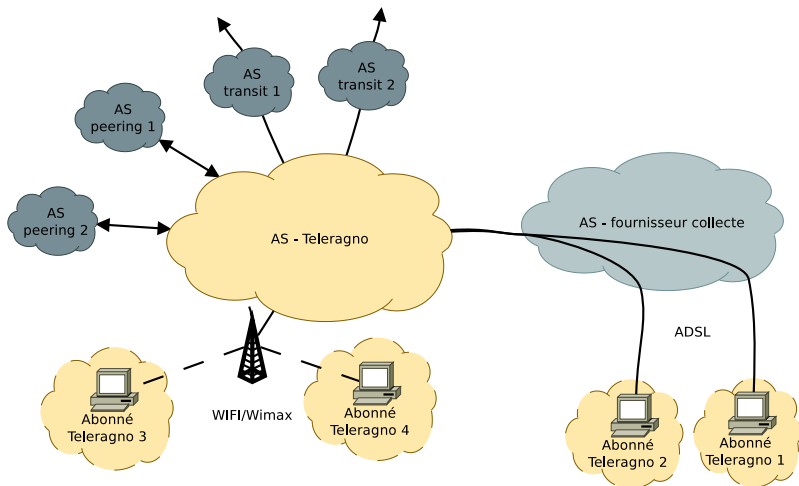 AS
transit 1
AS
transit 2
AS
peering 1
AS
peering 2
AS - Teleragno
AS - fournisseur collecte
ADSL
WIFI/Wimax
Abonné
Teleragno 3
Abonné
Teleragno 4
Abonné
Teleragno 2
Abonné
Teleragno 1